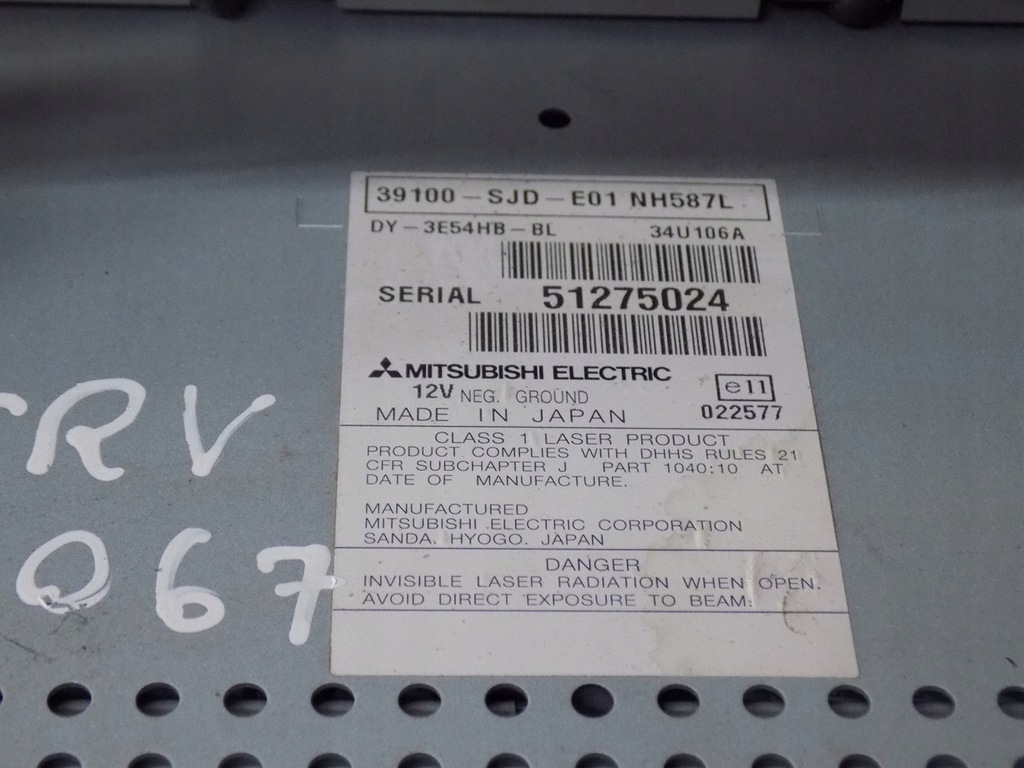 39100 - SJD - E01 NH587L
DY - 3E54HB - BL 34U106A
SERIAL 51275024
MITSUBISHI ELECTRIC
12V NEG. GROUND e11
MADE IN JAPAN 022577
CLASS 1 LASER PRODUCT
PRODUCT COMPLIES WITH DHHS RULES 21
CFR SUBCHAPTER J PART 1040:10 AT
DATE OF MANUFACTURE.
MANUFACTURED
MITSUBISHI ELECTRIC CORPORATION
SANDA. HYOGO. JAPAN
DANGER
INVISIBLE LASER RADIATION WHEN OPEN.
AVOID DIRECT EXPOSURE TO BEAM.
RV
067